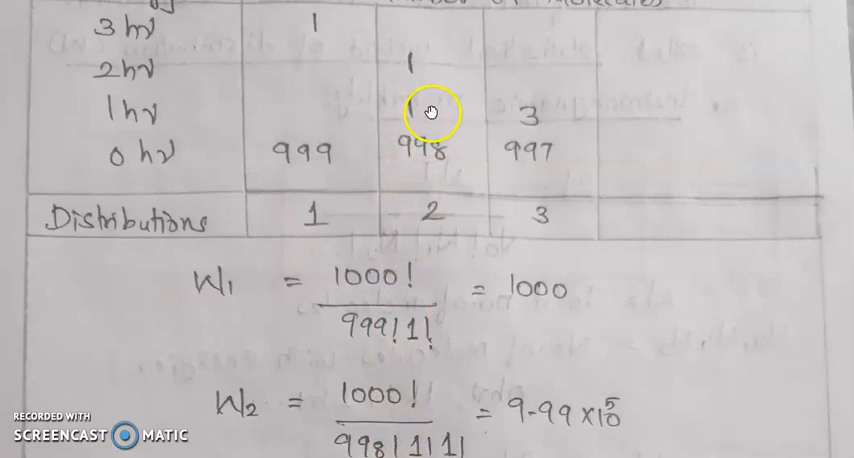 3 hν 1
2 hν 1
1 hν 1 3
0 hν 999 998 997
Distributions 1 2 3
W1 = 1000! / 999! 1! = 1000
W2 = 1000! / 998! 1! 1! = 9.99 × 10^5
RECORDED WITH
SCREENCAST MATIC